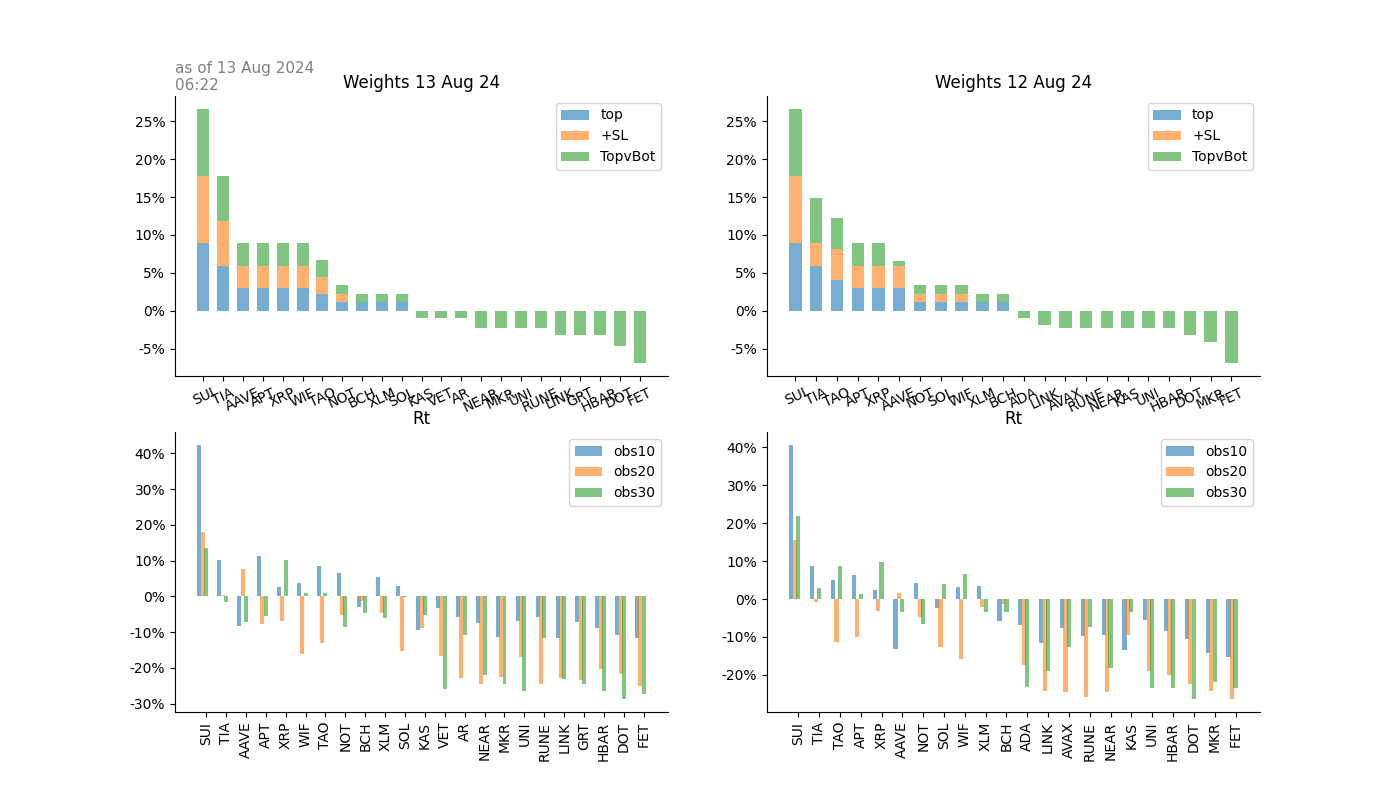 as of 13 Aug 2024
06:22
Weights 13 Aug 24
25%
20%
15%
10%
5%
0%
-5%
top
+SL
TopvBot
SUI
TIA
AAVE
APT
XRP
WIF
TAO
NOT
BCH
XLM
SOL
KAS
VET
AR
NEAR
MKR
UNI
RUNE
LINK
GRT
HBAR
DOT
FET
Weights 12 Aug 24
25%
20%
15%
10%
5%
0%
-5%
top
+SL
TopvBot
SUI
TIA
TAO
APT
XRP
AAVE
NOT
SOL
WIF
XLM
BCH
ADA
LINK
AVAX
RUNE
NEAR
KAS
UNI
HBAR
DOT
MKR
FET
Rt
40%
30%
20%
10%
0%
-10%
-20%
-30%
obs10
obs20
obs30
SUI
TIA
AAVE
APT
XRP
WIF
TAO
NOT
BCH
XLM
SOL
KAS
VET
AR
NEAR
MKR
UNI
RUNE
LINK
GRT
HBAR
DOT
FET
Rt
40%
30%
20%
10%
0%
-10%
-20%
obs10
obs20
obs30
SUI
TIA
TAO
APT
XRP
AAVE
NOT
SOL
WIF
XLM
BCH
ADA
LINK
AVAX
RUNE
NEAR
KAS
UNI
HBAR
DOT
MKR
FET